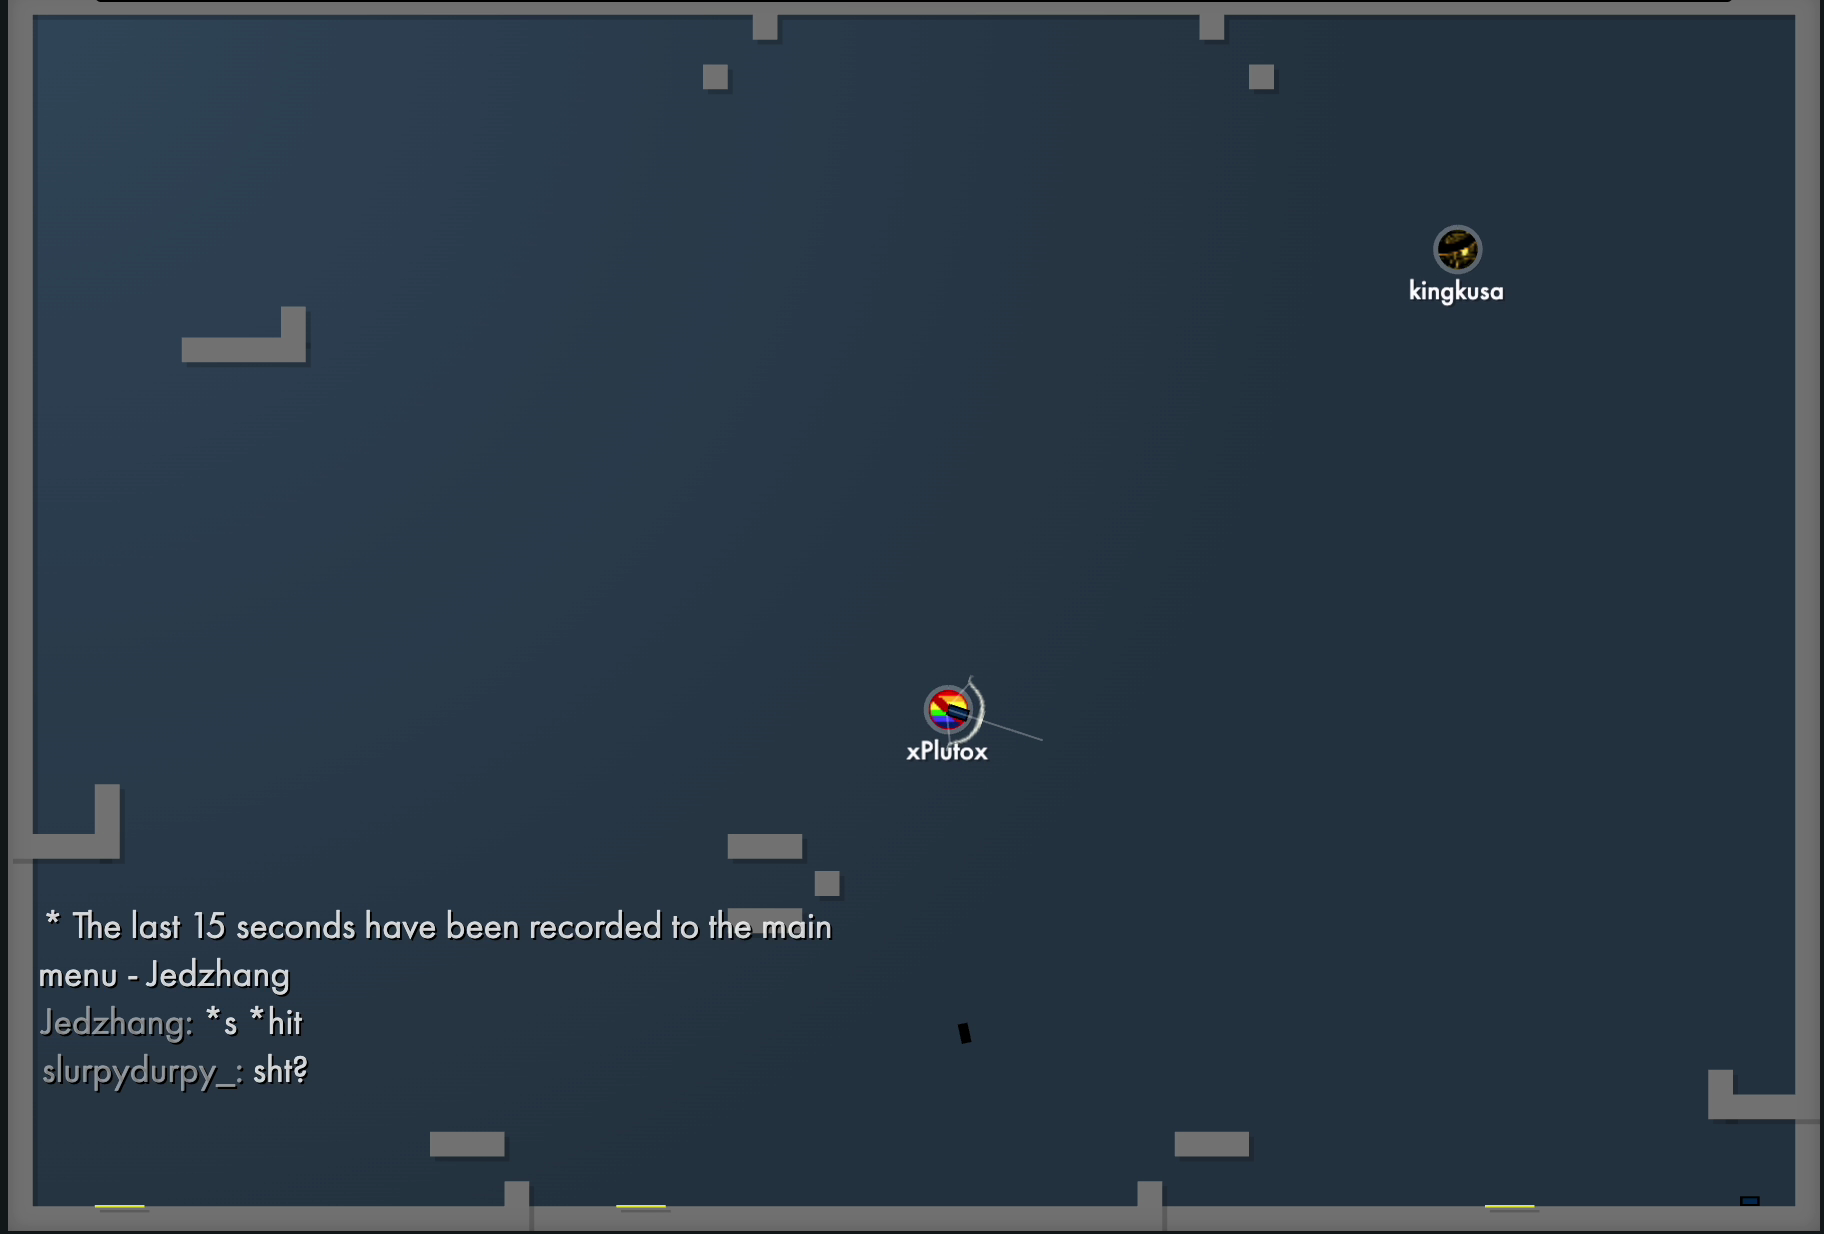 kingkusa
xPlutox
* The last 15 seconds have been recorded to the main
menu - Jedzhang
Jedzhang: *s *hit
slurpydurpy_: sht?